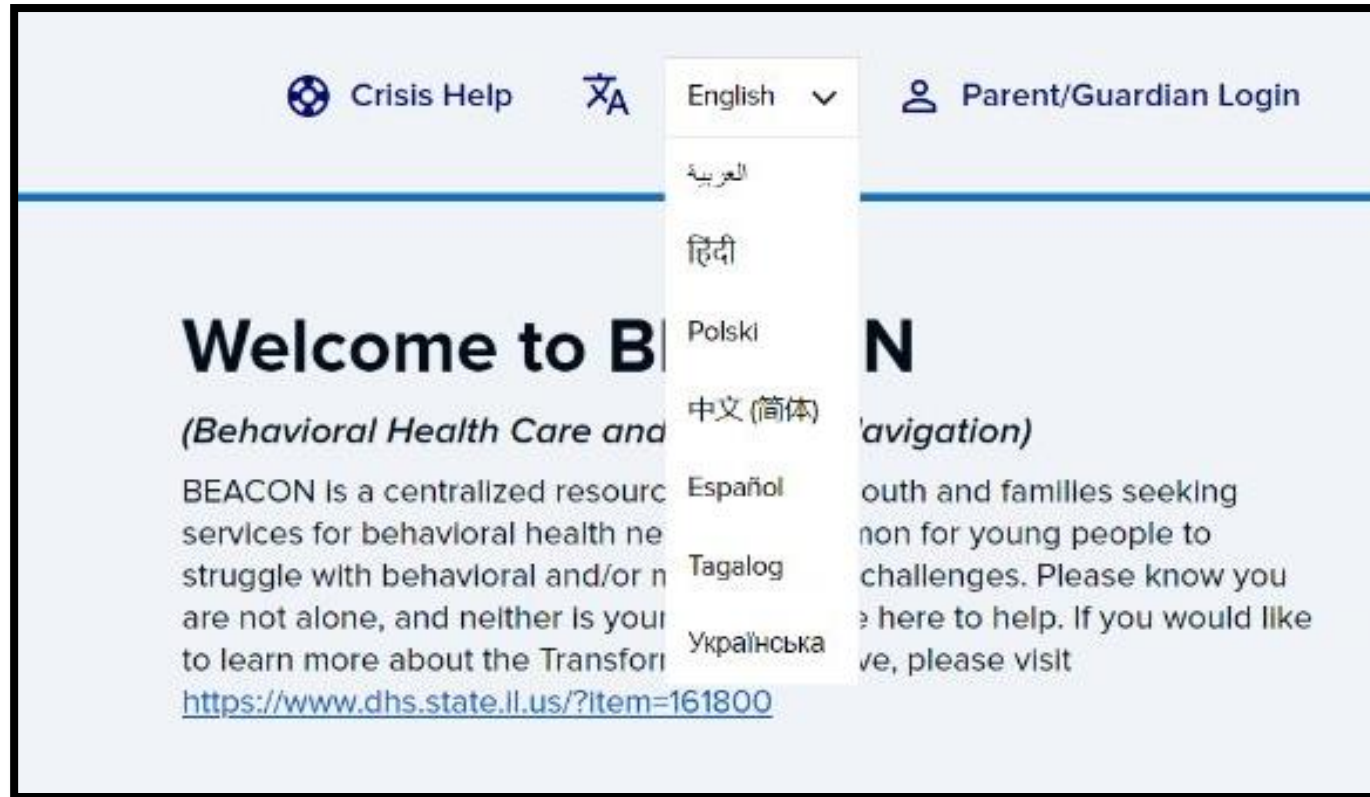 Crisis Help
English
Parent/Guardian Login
العربية
हिंदी
Polski
中文 (简体)
Español
Tagalog
Українська
Welcome to B N
(Behavioral Health Care and avigation)
BEACON is a centralized resourc outh and families seeking
services for behavioral health ne mon for young people to
struggle with behavioral and/or m challenges. Please know you
are not alone, and neither is your e here to help. If you would like
to learn more about the Transfor ve, please visit
https://www.dhs.state.il.us/?item=161800